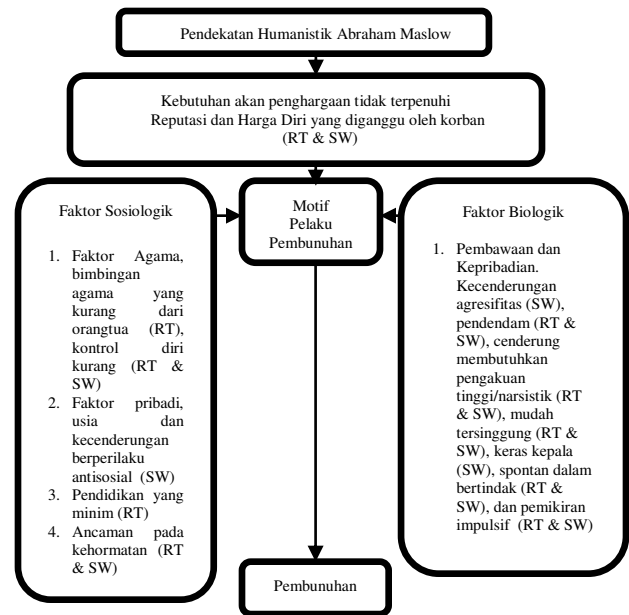 Pendekatan Humanistik Abraham Maslow
Kebutuhan akan penghargaan tidak terpenuhi
Reputasi dan Harga Diri yang diganggu oleh korban
(RT & SW)
Faktor Sosiologik
1. Faktor Agama,
bimbingan
agama yang
kurang dari
orangtua (RT),
kontrol diri
kurang (RT &
SW)
2. Faktor pribadi,
usia dan
kecenderungan
berperilaku
antisosial (SW)
3. Pendidikan yang
minim (RT)
4. Ancaman pada
kehormatan (RT
& SW)
Motif
Pelaku
Pembunuhan
Faktor Biologik
1. Pembawaan dan
Kepribadian.
Kecenderungan
agresifitas (SW),
pendendam (RT &
SW), cenderung
membutuhkan
pengakuan
tinggi/narsistik (RT
& SW), mudah
tersinggung (RT &
SW), keras kepala
(SW), spontan dalam
bertindak (RT &
SW), dan pemikiran
impulsif (RT & SW)
Pembunuhan